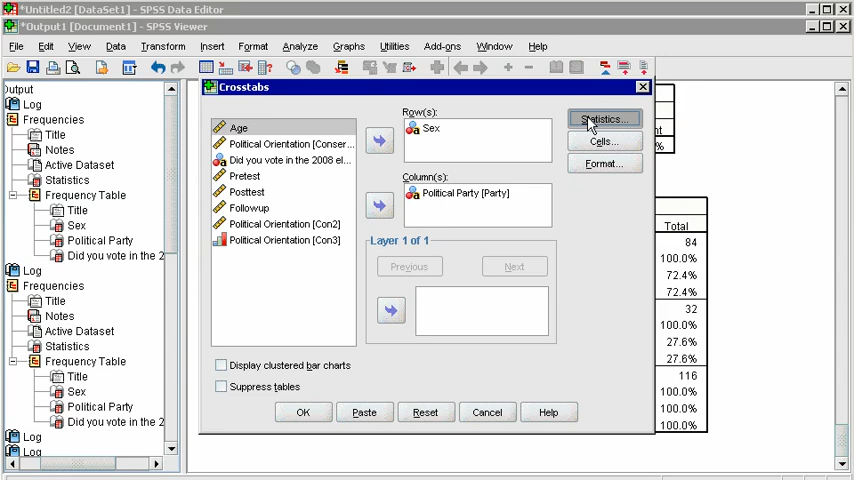 *Untitled2 [DataSet1] - SPSS Data Editor
*Output1 [Document1] - SPSS Viewer
File Edit View Data Transform Insert Format Analyze Graphs Utilities Add-ons Window Help
Crosstabs
Output
Log
Frequencies
Title
Notes
Active Dataset
Statistics
Frequency Table
Title
Sex
Political Party
Did you vote in the 2
Log
Frequencies
Title
Notes
Active Dataset
Statistics
Frequency Table
Title
Sex
Political Party
Did you vote in the 2
Log
Log
Age
Political Orientation [Conser...
Did you vote in the 2008 el...
Pretest
Posttest
Followup
Political Orientation [Con2]
Political Orientation [Con3]
Row(s):
Sex
Column(s):
Political Party [Party]
Layer 1 of 1
Previous Next
Statistics...
Cells...
Format...
Display clustered bar charts
Suppress tables
OK Paste Reset Cancel Help
nt
%
Total
84
100.0%
72.4%
72.4%
32
100.0%
27.6%
27.6%
116
100.0%
100.0%
100.0%